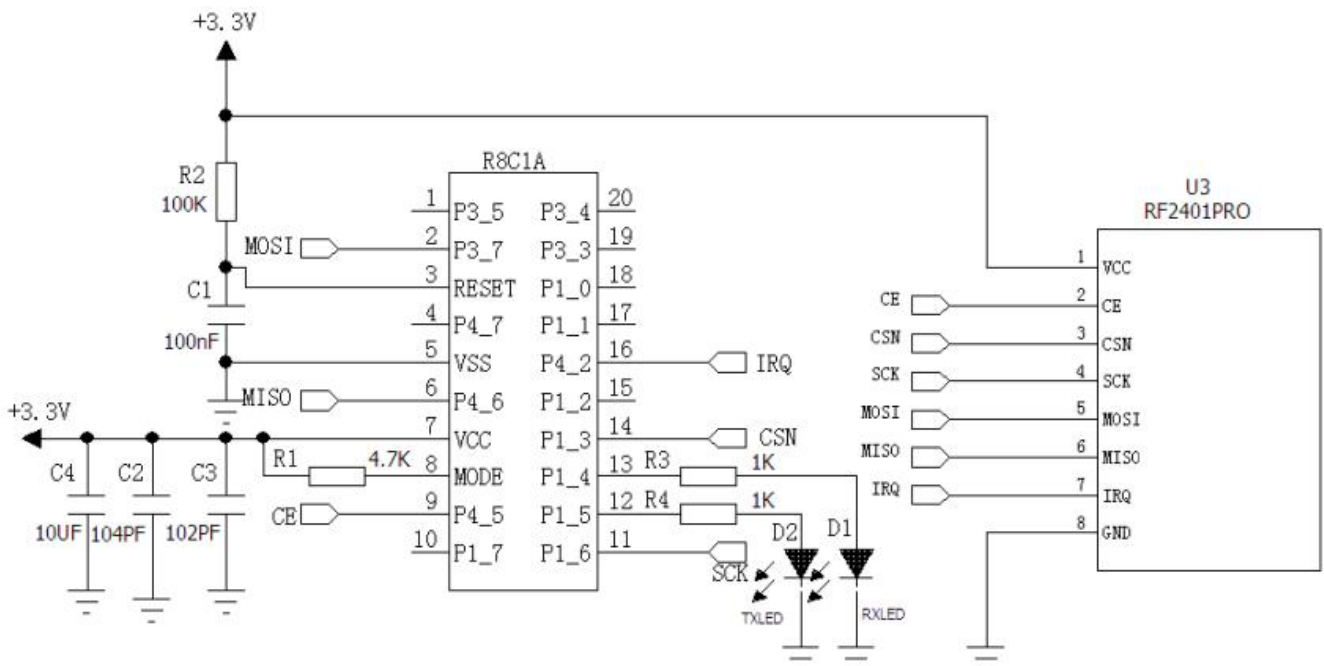 +3.3V
R8C1A
R2
100K
U3
RF2401PRO
1 P3_5 P3_4 20
MOSI 2 P3_7 P3_3 19
3 RESET P1_0 18
C1
100nF
4 P4_7 P1_1 17
5 VSS P4_2 16 IRQ
MISO 6 P4_6 P1_2 15
+3.3V
7 VCC P1_3 14 CSN
R1 4.7K 8 MODE P1_4 13 R3 1K
CE 9 P4_5 P1_5 12 R4 1K
10 P1_7 P1_6 11 SCK
C4 C2 C3
10UF 104PF 102PF
D2 D1
TXLED RXLED
1 VCC
CE 2 CE
CSN 3 CSN
SCK 4 SCK
MOSI 5 MOSI
MISO 6 MISO
IRQ 7 IRQ
8 GND